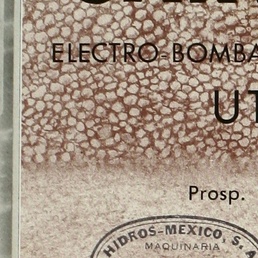 ELECTRO-BOMBA
UT
Prosp.
HIDROS-MEXICO, S. A.
MAQUINARIA